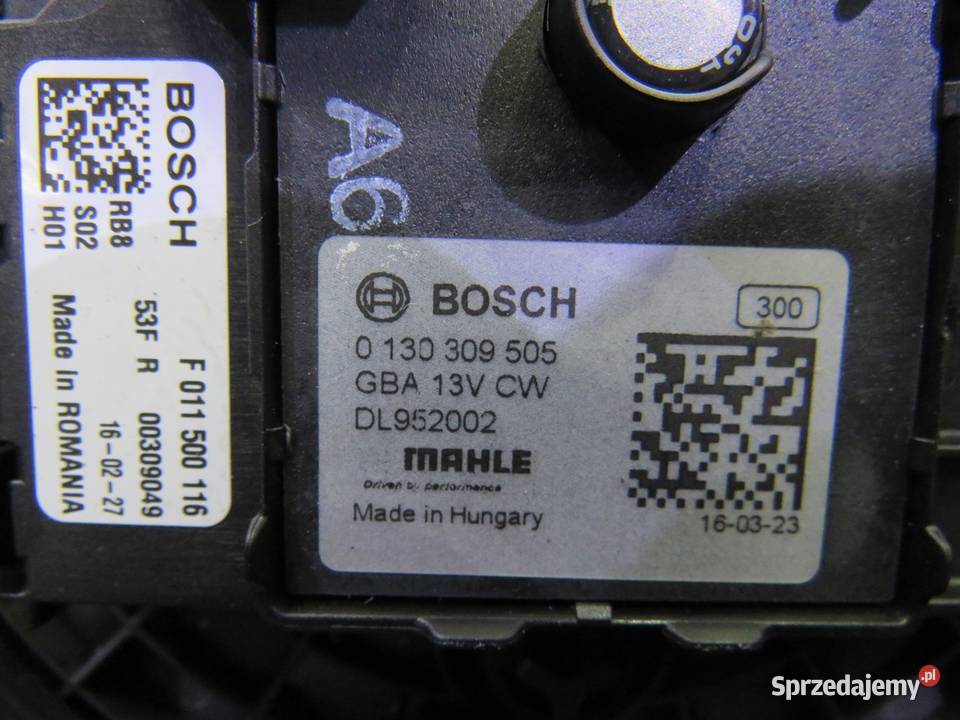 BOSCH
RB8
S02
H01
F 011 500 116
53F R 00309049
16-02-27
Made in ROMANIA
A6
BOSCH
300
0 130 309 505
GBA 13V CW
DL952002
MAHLE
Driven by performance
Made in Hungary
16-03-23
Sprzedajemy.pl